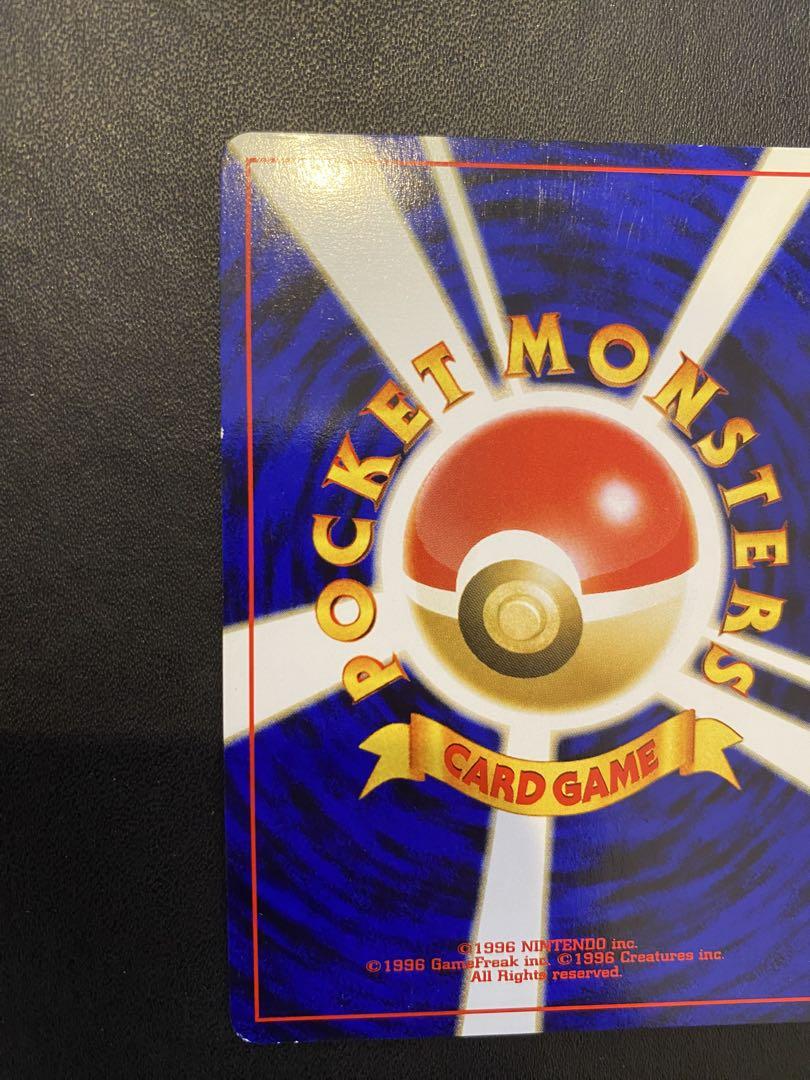 POCKET MONSTERS
CARD GAME
©1996 NINTENDO inc.
©1996 GameFreak inc. ©1996 Creatures inc.
All Rights reserved.